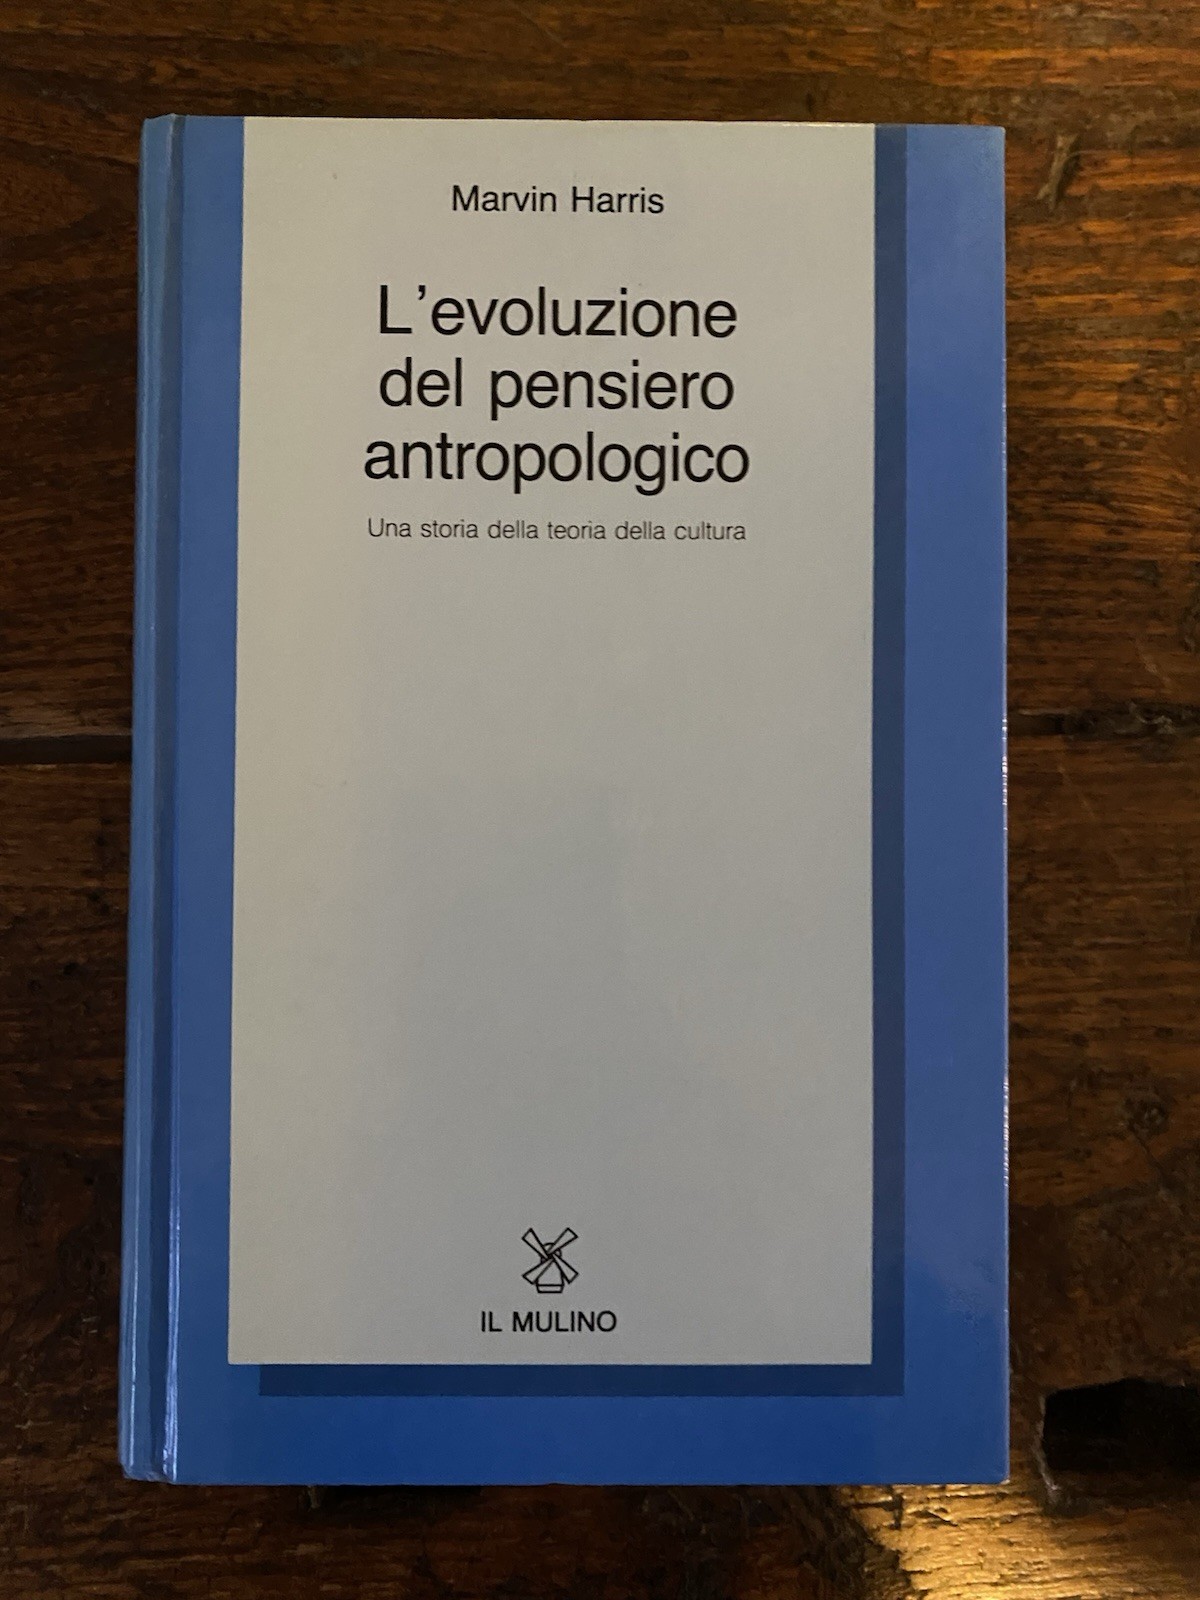 Marvin Harris
L'evoluzione
del pensiero
antropologico
Una storia della teoria della cultura
IL MULINO